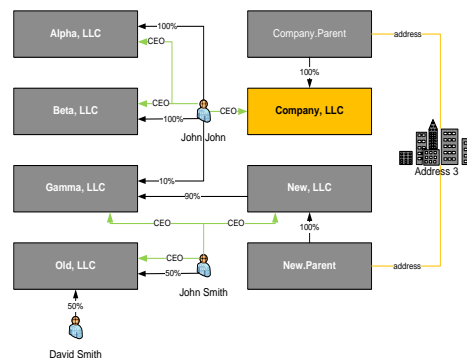 Alpha, LLC
100%
CEO
Company.Parent
address
100%
Beta, LLC
CEO
100%
John John
CEO
Company, LLC
Address 3
Gamma, LLC
10%
90%
New, LLC
CEO
CEO
100%
Old, LLC
CEO
50%
John Smith
New.Parent
address
50%
David Smith